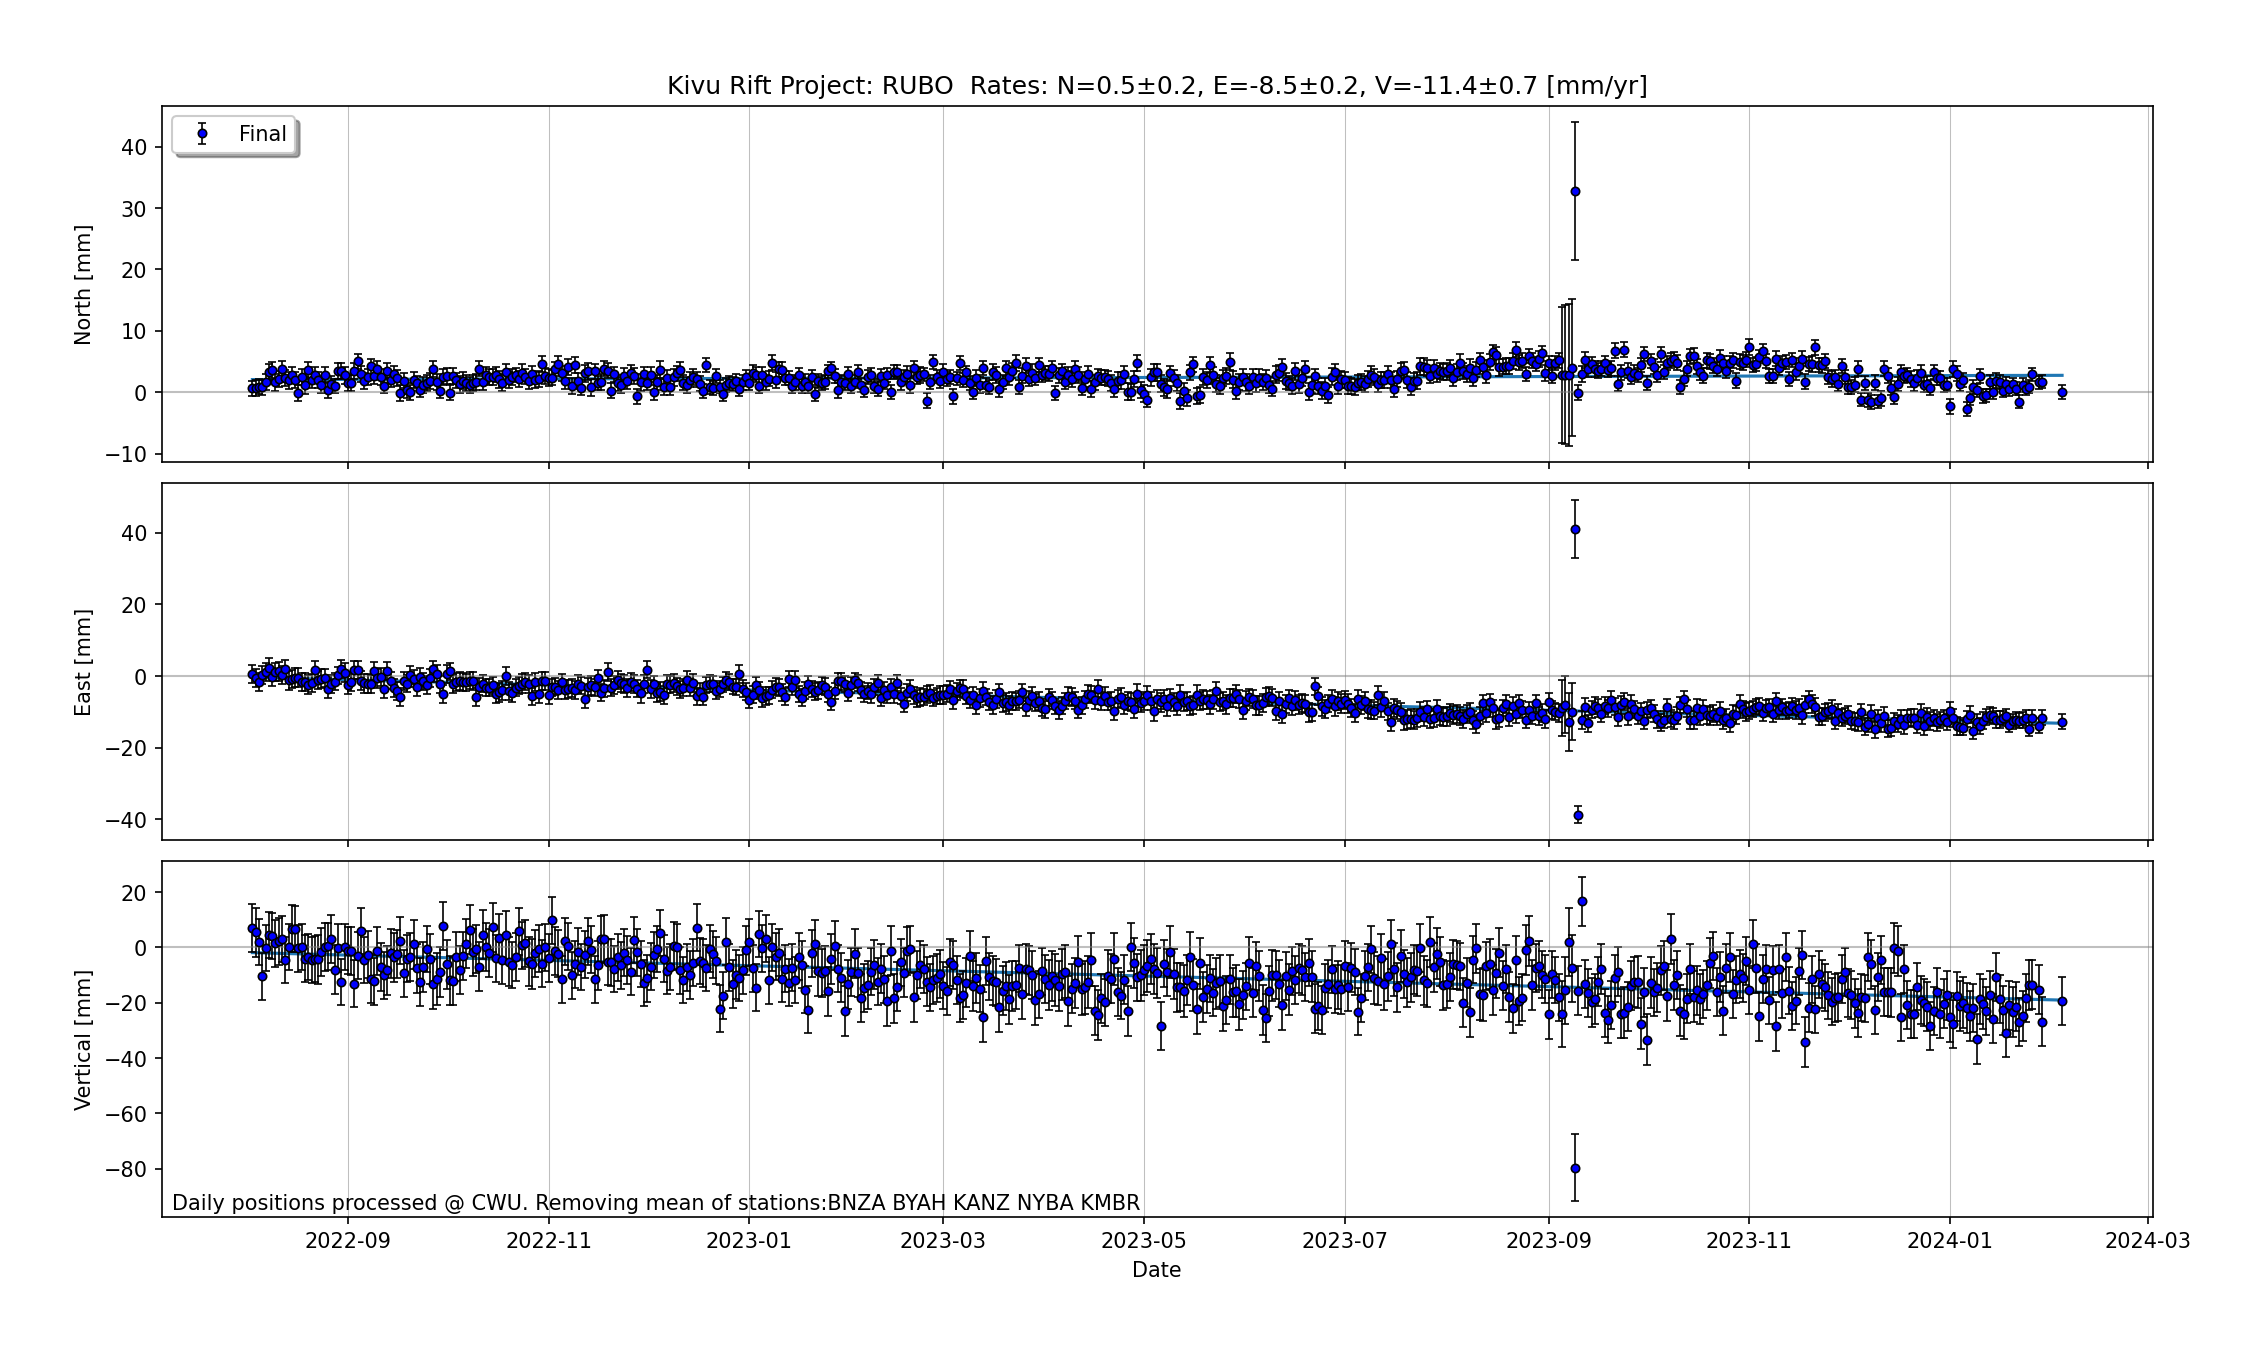 Kivu Rift Project: RUBO  Rates: N=0.5±0.2, E=-8.5±0.2, V=-11.4±0.7 [mm/yr]
Final
North [mm]
40
30
20
10
0
−10
East [mm]
40
20
0
−20
−40
Vertical [mm]
20
0
−20
−40
−60
−80
Daily positions processed @ CWU. Removing mean of stations:BNZA BYAH KANZ NYBA KMBR
2022-09 2022-11 2023-01 2023-03 2023-05 2023-07 2023-09 2023-11 2024-01 2024-03
Date